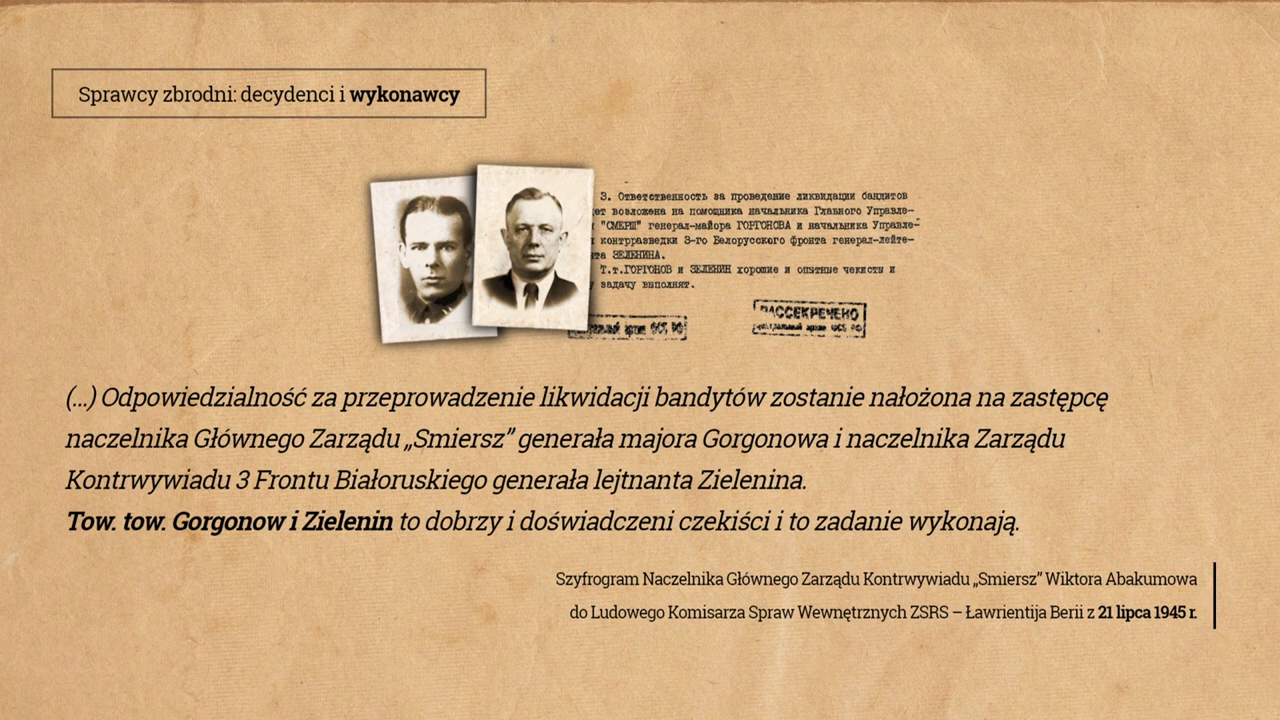 Sprawcy zbrodni: decydenci i wykonawcy
3. Ответственность за проведение ликвидации бандитов
возложена на помощника начальника Главного Управле-
"СМЕРШ" генерал-майора ГОРГОНОВА и начальника Управле-
контрразведки 3-го Белорусского фронта генерал-лейте-
ЗЕЛЕНИНА.
Т.т.ГОРГОНОВ и ЗЕЛЕНИН хорошие и опытные чекисты и
задачу выполнят.
РАССЕКРЕЧЕНО
архив ФСБ РФ
(...) Odpowiedzialność za przeprowadzenie likwidacji bandytów zostanie nałożona na zastępcę
naczelnika Głównego Zarządu „Smiersz” generała majora Gorgonowa i naczelnika Zarządu
Kontrwywiadu 3 Frontu Białoruskiego generała lejtnanta Zielenina.
Tow. tow. Gorgonow i Zielenin to dobrzy i doświadczeni czekiści i to zadanie wykonają.
Szyfrogram Naczelnika Głównego Zarządu Kontrwywiadu „Smiersz” Wiktora Abakumowa
do Ludowego Komisarza Spraw Wewnętrznych ZSRS – Ławrientija Berii z 21 lipca 1945 r.